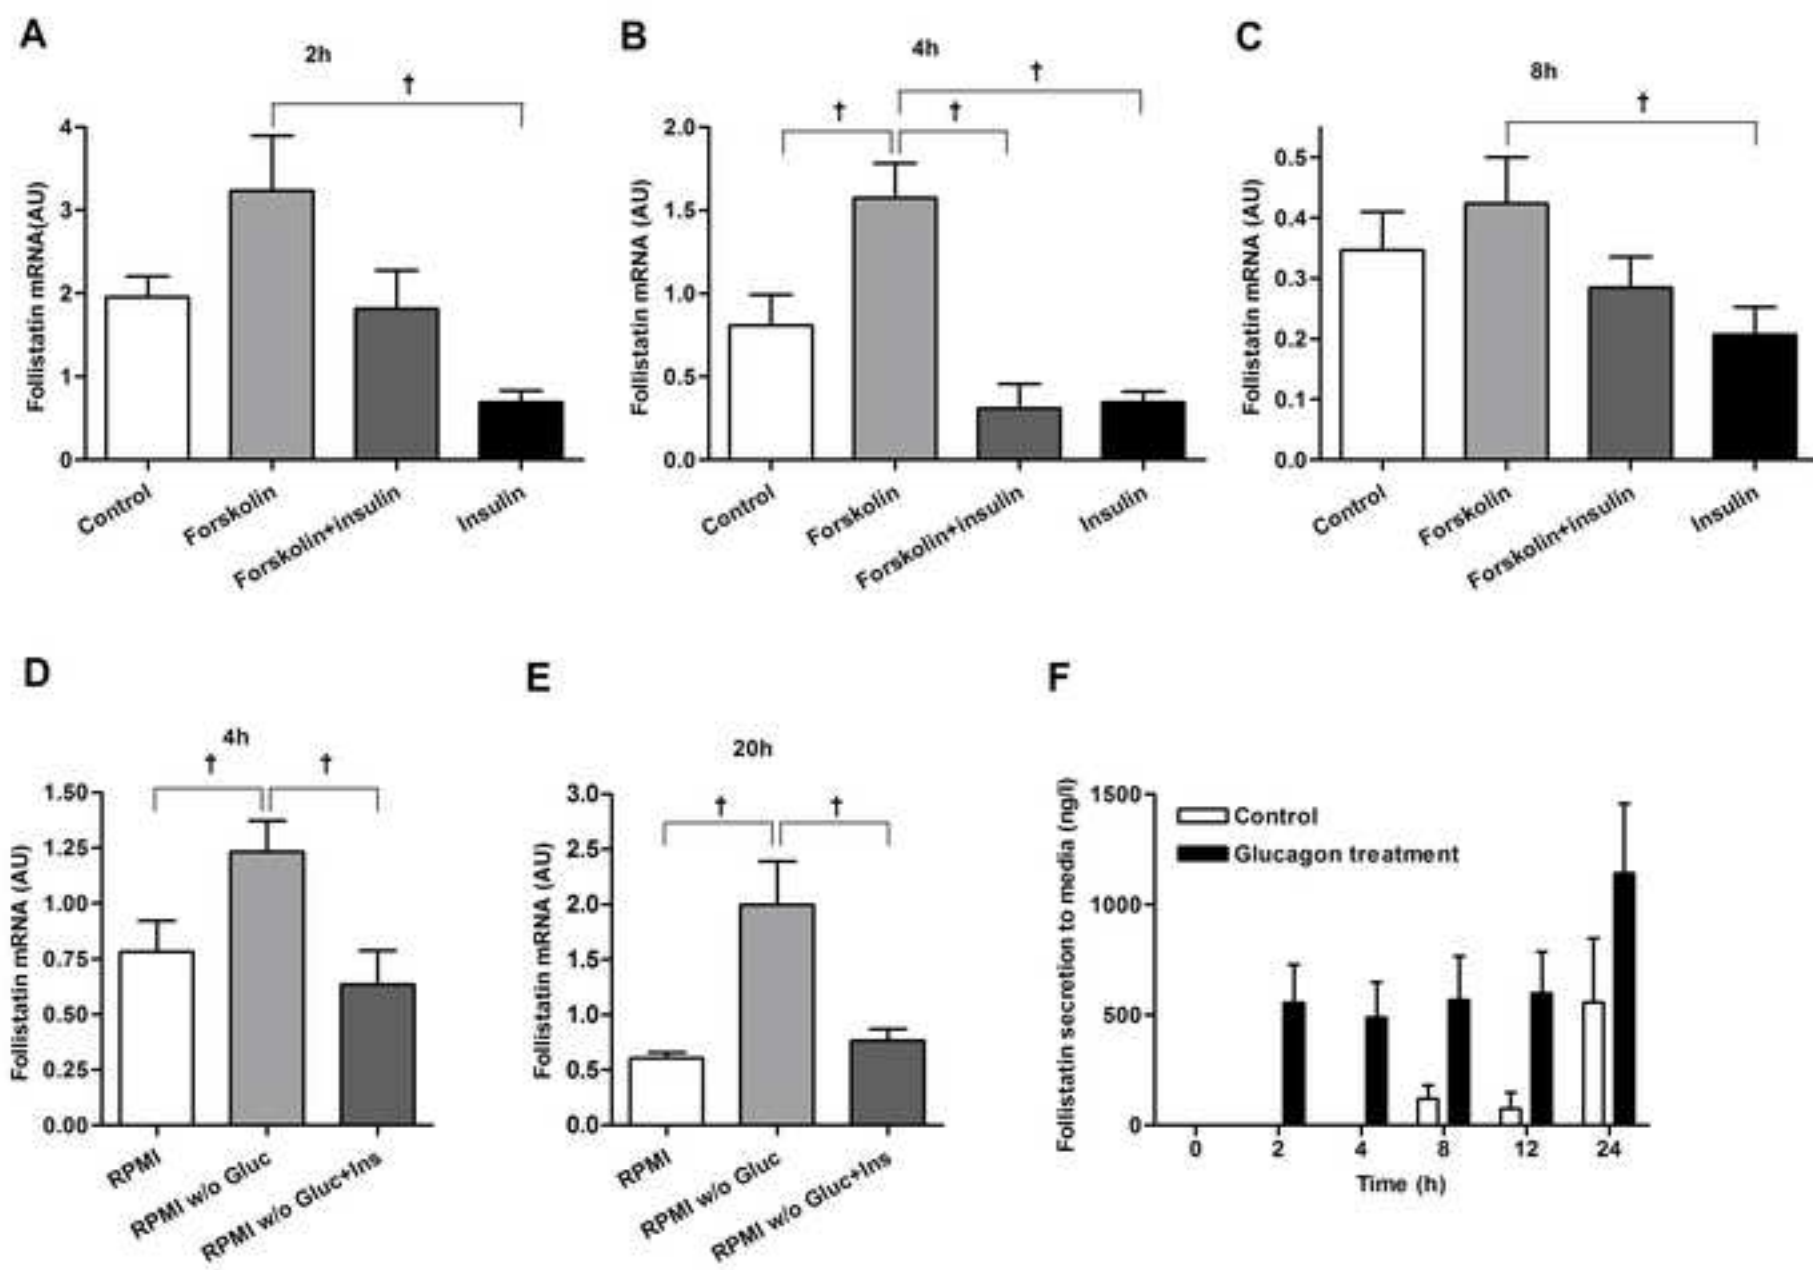 A
2h
†
Follistatin mRNA(AU)
4
3
2
1
0
Control
Forskolin
Forskolin+insulin
Insulin
B
4h
†
†
†
Follistatin mRNA (AU)
2.0
1.5
1.0
0.5
0.0
Control
Forskolin
Forskolin+insulin
Insulin
C
8h
†
Follistatin mRNA (AU)
0.5
0.4
0.3
0.2
0.1
0.0
Control
Forskolin
Forskolin+insulin
Insulin
D
4h
†
†
Follistatin mRNA (AU)
1.50
1.25
1.00
0.75
0.50
0.25
0.00
RPMI
RPMI w/o Gluc
RPMI w/o Gluc+Ins
E
20h
†
†
Follistatin mRNA (AU)
3.0
2.5
2.0
1.5
1.0
0.5
0.0
RPMI
RPMI w/o Gluc
RPMI w/o Gluc+Ins
F
Follistatin secretion to media (ng/l)
1500
1000
500
0
Control
Glucagon treatment
0
2
4
8
12
24
Time (h)